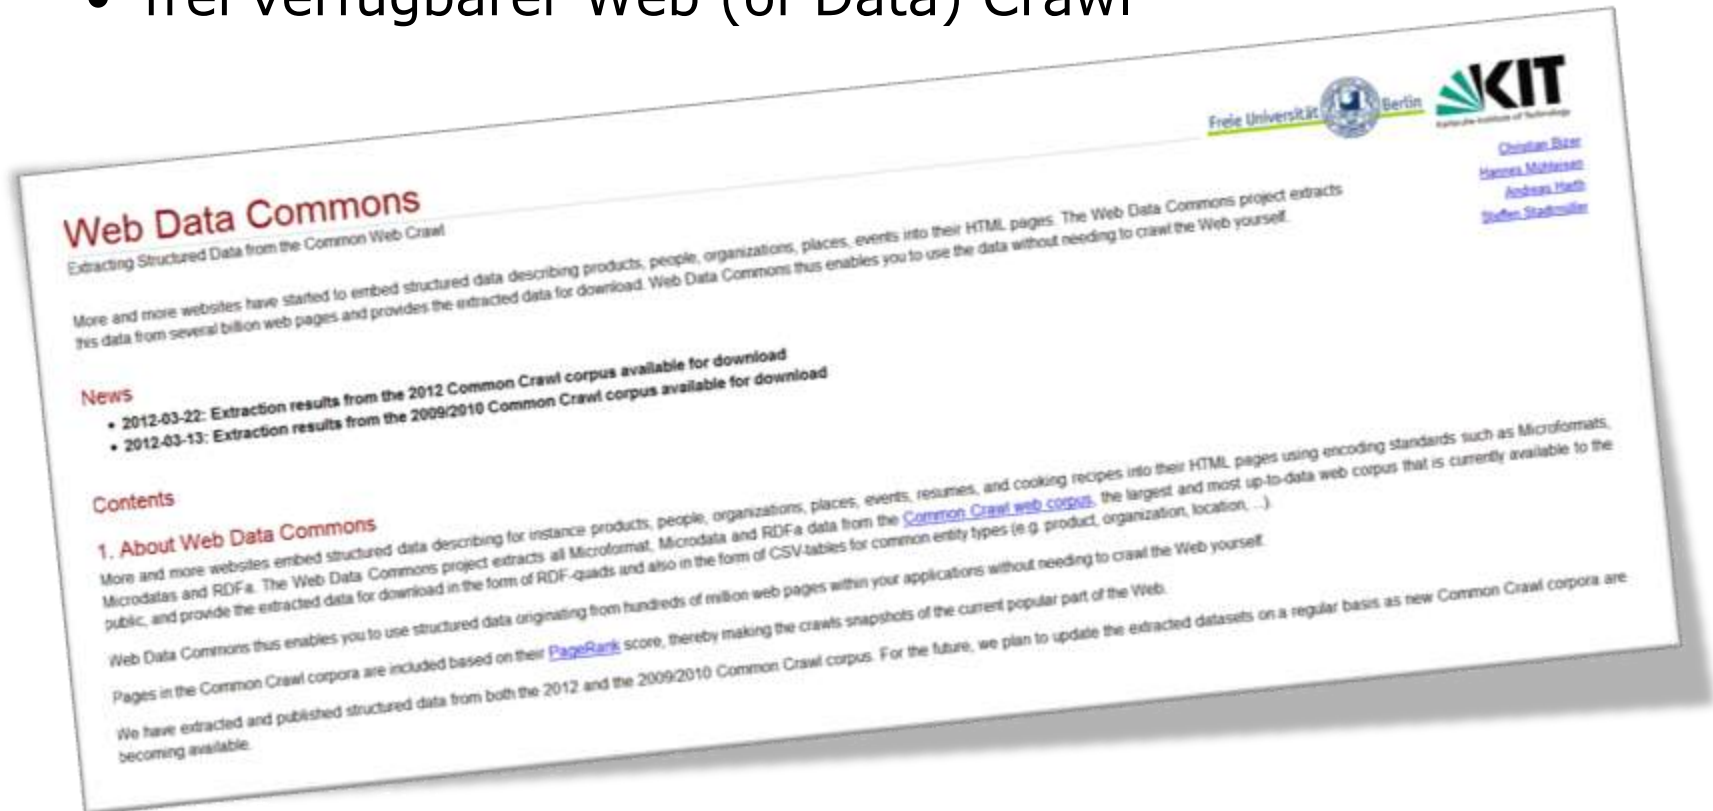 • frei verfügbarer Web (of Data) Crawl
Freie Universität Berlin
KIT
Karlsruhe Institute of Technology
Christian Bizer
Hannes Mühleisen
Andreas Harth
Steffen Stadtmüller
Web Data Commons
Extracting Structured Data from the Common Web Crawl
More and more websites have started to embed structured data describing products, people, organizations, places, events into their HTML pages. The Web Data Commons project extracts
this data from several billion web pages and provides the extracted data for download. Web Data Commons thus enables you to use the data without needing to crawl the Web yourself.
News
• 2012-03-22: Extraction results from the 2012 Common Crawl corpus available for download
• 2012-03-13: Extraction results from the 2009/2010 Common Crawl corpus available for download
Contents
1. About Web Data Commons
More and more websites embed structured data describing for instance products, people, organizations, places, events, resumes, and cooking recipes into their HTML pages using encoding standards such as Microformats,
Microdatas and RDFa. The Web Data Commons project extracts all Microformat, Microdata and RDFa data from the Common Crawl web corpus, the largest and most up-to-data web corpus that is currently available to the
public, and provide the extracted data for download in the form of RDF-quads and also in the form of CSV-tables for common entity types (e.g. product, organization, location, ...).
Web Data Commons thus enables you to use structured data originating from hundreds of million web pages within your applications without needing to crawl the Web yourself.
Pages in the Common Crawl corpora are included based on their PageRank score, thereby making the crawls snapshots of the current popular part of the Web.
We have extracted and published structured data from both the 2012 and the 2009/2010 Common Crawl corpus. For the future, we plan to update the extracted datasets on a regular basis as new Common Crawl corpora are
becoming available.